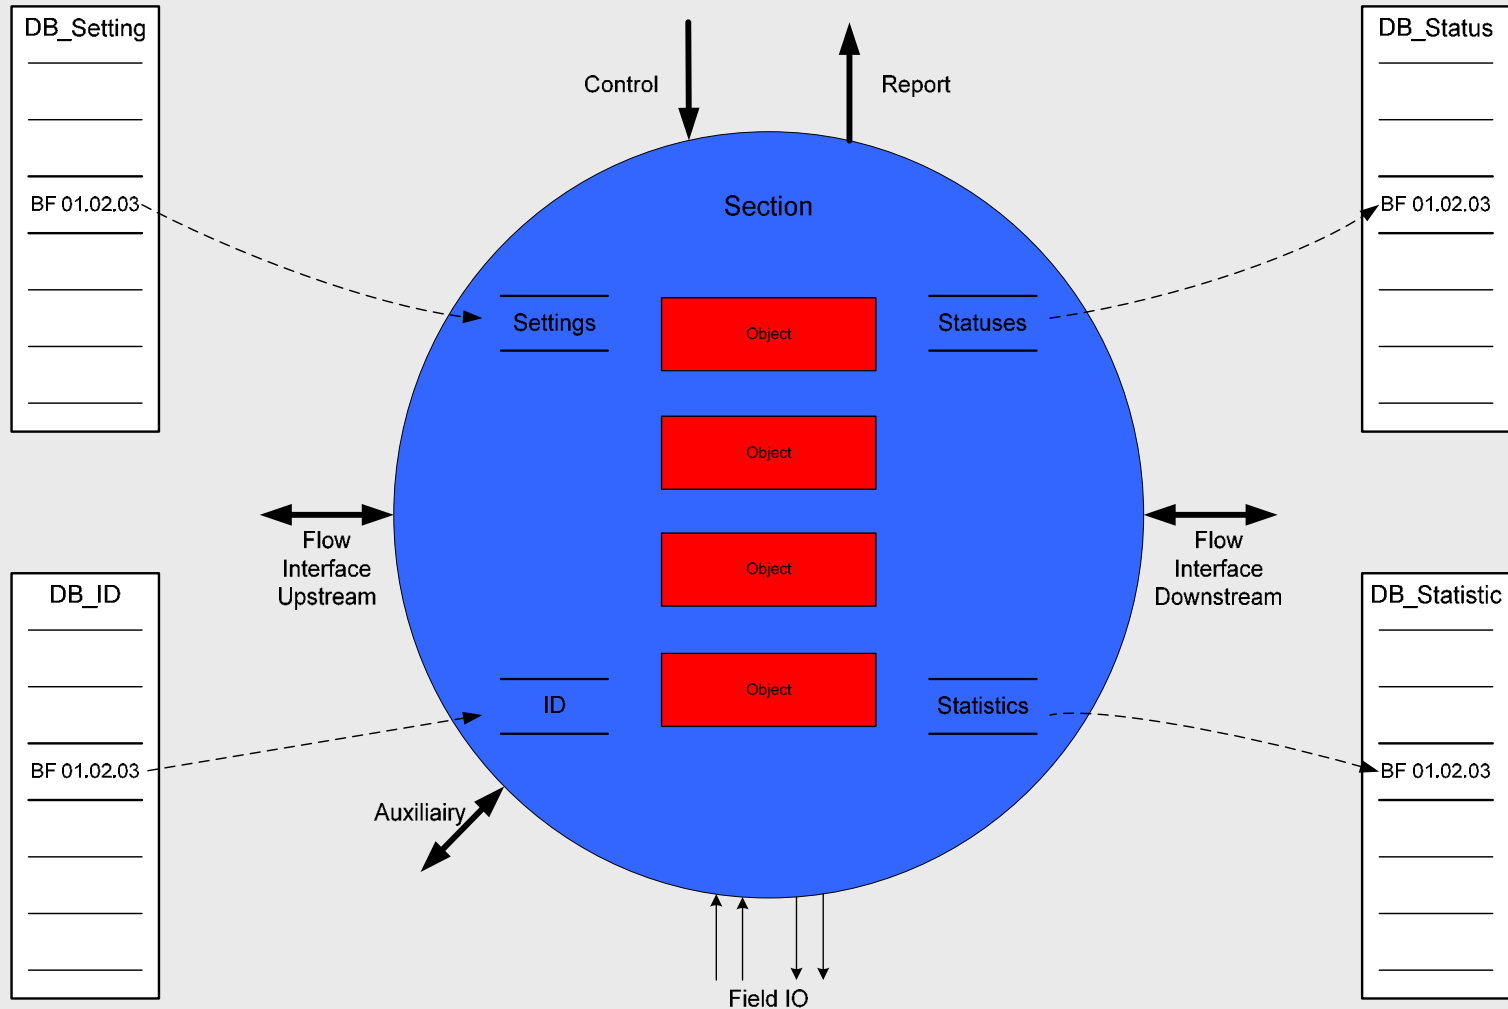 DB_Setting
BF 01.02.03
Control
Report
DB_Status
BF 01.02.03
Section
Settings
Object
Statuses
Object
Flow
Interface
Upstream
Object
Flow
Interface
Downstream
DB_ID
BF 01.02.03
ID
Object
Statistics
DB_Statistic
BF 01.02.03
Auxiliairy
Field IO